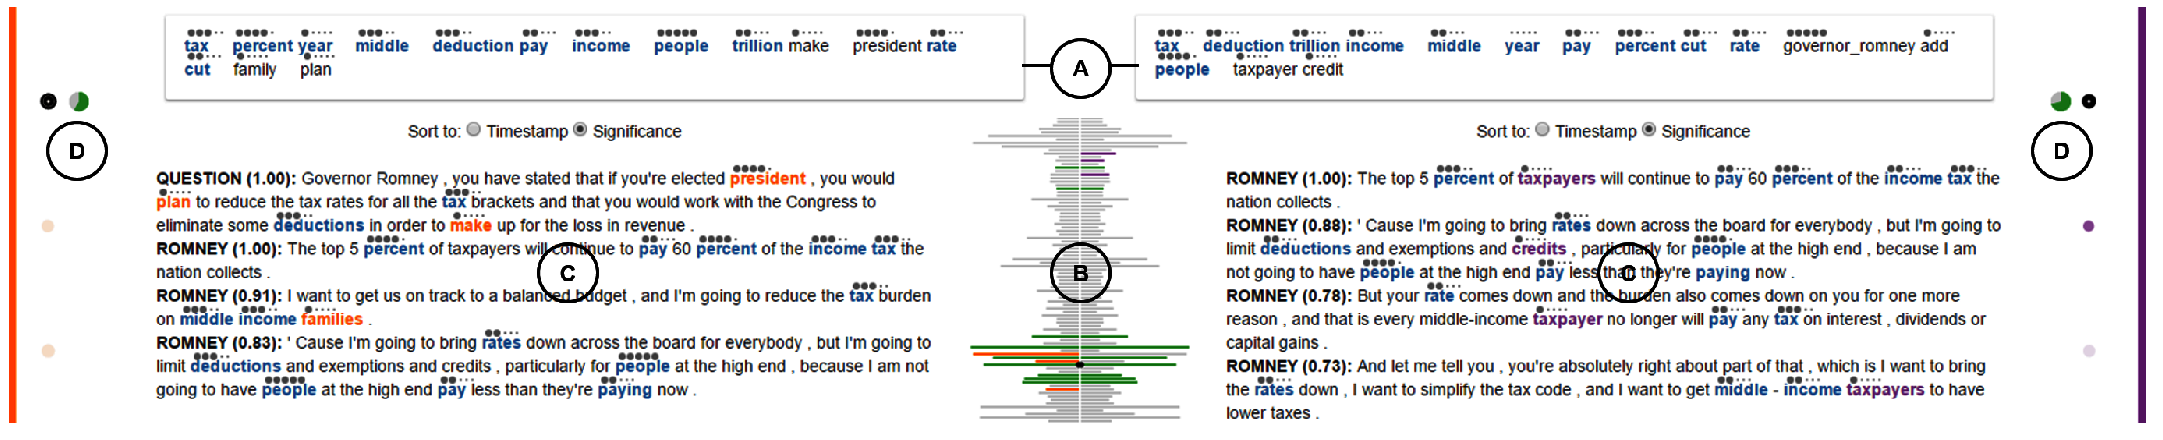 tax percent year middle deduction pay income people trillion make president rate
cut family plan
tax deduction trillion income middle year pay percent cut rate governor_romney add
people taxpayer credit
A
D
D
Sort to: Timestamp Significance
Sort to: Timestamp Significance
QUESTION (1.00): Governor Romney , you have stated that if you're elected president , you would
plan to reduce the tax rates for all the tax brackets and that you would work with the Congress to
eliminate some deductions in order to make up for the loss in revenue .
ROMNEY (1.00): The top 5 percent of taxpayers will continue to pay 60 percent of the income tax the
nation collects .
ROMNEY (0.91): I want to get us on track to a balanced budget , and I'm going to reduce the tax burden
on middle income families .
ROMNEY (0.83): ' Cause I'm going to bring rates down across the board for everybody , but I'm going to
limit deductions and exemptions and credits , particularly for people at the high end , because I am not
going to have people at the high end pay less than they're paying now .
C
B
ROMNEY (1.00): The top 5 percent of taxpayers will continue to pay 60 percent of the income tax the
nation collects .
ROMNEY (0.88): ' Cause I'm going to bring rates down across the board for everybody , but I'm going to
limit deductions and exemptions and credits , particularly for people at the high end , because I am
not going to have people at the high end pay less than they're paying now .
ROMNEY (0.78): But your rate comes down and the burden also comes down on you for one more
reason , and that is every middle-income taxpayer no longer will pay any tax on interest , dividends or
capital gains .
ROMNEY (0.73): And let me tell you , you're absolutely right about part of that , which is I want to bring
the rates down , I want to simplify the tax code , and I want to get middle - income taxpayers to have
lower taxes .
C